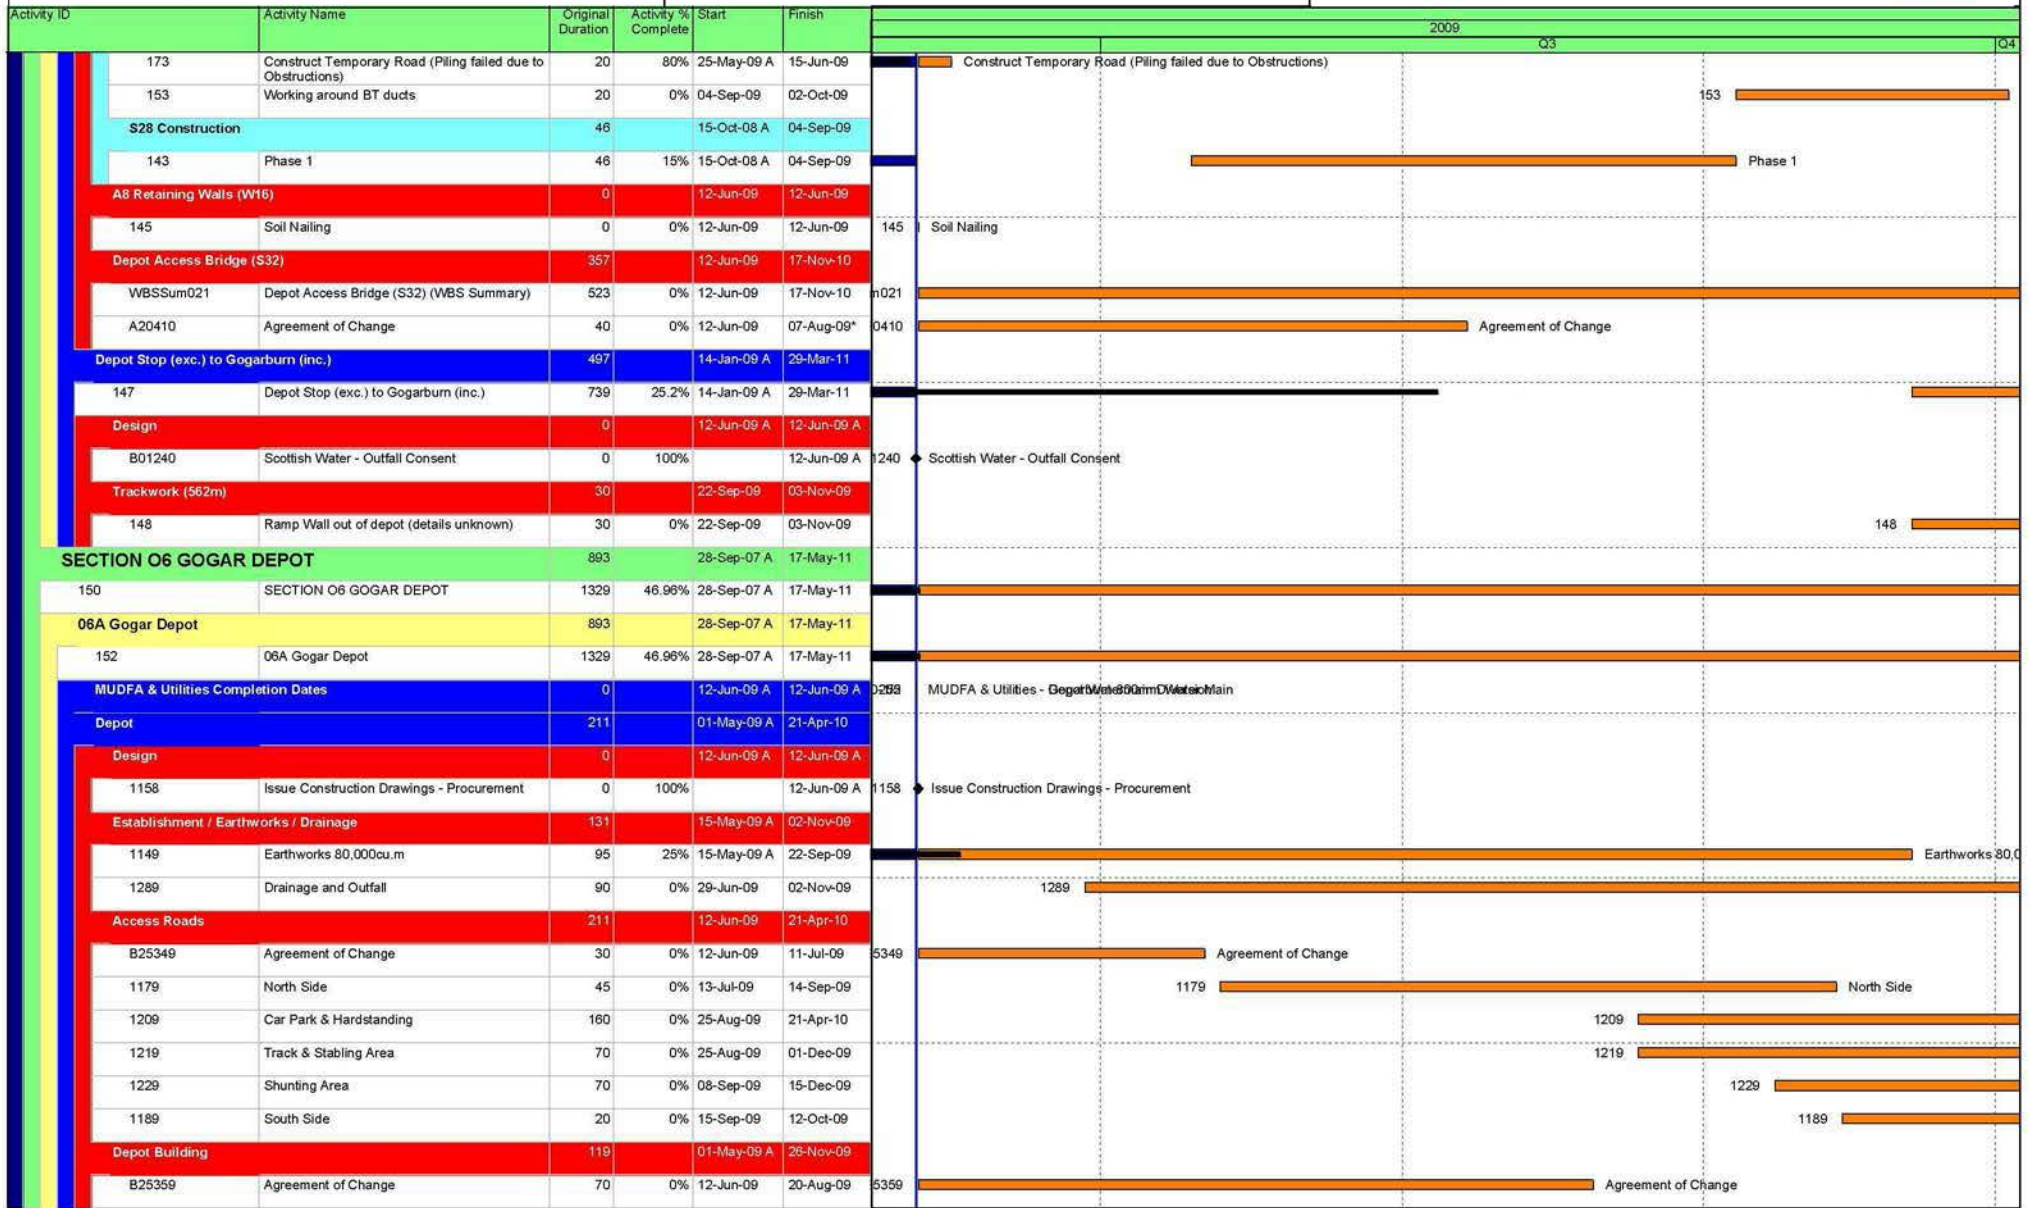 Activity ID Activity Name Original Duration Activity % Complete Start Finish 2009
Q3 Q4
173 Construct Temporary Road (Piling failed due to Obstructions) 20 80% 25-May-09 A 15-Jun-09 Construct Temporary Road (Piling failed due to Obstructions)
153 Working around BT ducts 20 0% 04-Sep-09 02-Oct-09 153
S28 Construction 46 15-Oct-08 A 04-Sep-09
143 Phase 1 46 15% 15-Oct-08 A 04-Sep-09 Phase 1
A8 Retaining Walls (W16) 0 12-Jun-09 12-Jun-09
145 Soil Nailing 0 0% 12-Jun-09 12-Jun-09 145 Soil Nailing
Depot Access Bridge (S32) 357 12-Jun-09 17-Nov-10
WBSSum021 Depot Access Bridge (S32) (WBS Summary) 523 0% 12-Jun-09 17-Nov-10 m021
A20410 Agreement of Change 40 0% 12-Jun-09 07-Aug-09* 0410 Agreement of Change
Depot Stop (exc.) to Gogarburn (inc.) 497 14-Jan-09 A 29-Mar-11
147 Depot Stop (exc.) to Gogarburn (inc.) 739 25.2% 14-Jan-09 A 29-Mar-11
Design 0 12-Jun-09 A 12-Jun-09 A
B01240 Scottish Water - Outfall Consent 0 100% 12-Jun-09 A 1240 Scottish Water - Outfall Consent
Trackwork (562m) 30 22-Sep-09 03-Nov-09
148 Ramp Wall out of depot (details unknown) 30 0% 22-Sep-09 03-Nov-09 148
SECTION O6 GOGAR DEPOT 893 28-Sep-07 A 17-May-11
150 SECTION O6 GOGAR DEPOT 1329 46.96% 28-Sep-07 A 17-May-11
06A Gogar Depot 893 28-Sep-07 A 17-May-11
152 06A Gogar Depot 1329 46.96% 28-Sep-07 A 17-May-11
MUDFA & Utilities Completion Dates 0 12-Jun-09 A 12-Jun-09 A MUDFA & Utilities - Main
Depot 211 01-May-09 A 21-Apr-10
Design 0 12-Jun-09 A 12-Jun-09 A
1158 Issue Construction Drawings - Procurement 0 100% 12-Jun-09 A 1158 Issue Construction Drawings - Procurement
Establishment / Earthworks / Drainage 131 15-May-09 A 02-Nov-09
1149 Earthworks 80,000cu.m 95 25% 15-May-09 A 22-Sep-09 Earthworks 80,0
1289 Drainage and Outfall 90 0% 29-Jun-09 02-Nov-09 1289
Access Roads 211 12-Jun-09 21-Apr-10
B25349 Agreement of Change 30 0% 12-Jun-09 11-Jul-09 5349 Agreement of Change
1179 North Side 45 0% 13-Jul-09 14-Sep-09 1179 North Side
1209 Car Park & Hardstanding 160 0% 25-Aug-09 21-Apr-10 1209
1219 Track & Stabling Area 70 0% 25-Aug-09 01-Dec-09 1219
1229 Shunting Area 70 0% 08-Sep-09 15-Dec-09 1229
1189 South Side 20 0% 15-Sep-09 12-Oct-09 1189
Depot Building 119 01-May-09 A 26-Nov-09
B25359 Agreement of Change 70 0% 12-Jun-09 20-Aug-09 5359 Agreement of Change